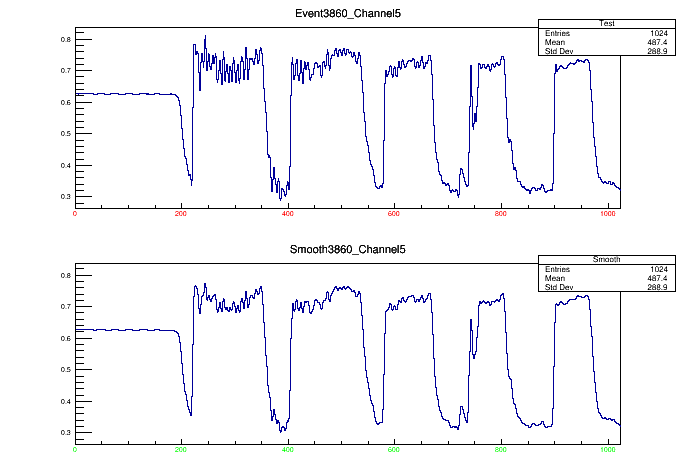 Event3860_Channel5
Test
Entries 1024
Mean 487.4
Std Dev 288.9
0.8
0.7
0.6
0.5
0.4
0.3
0 200 400 600 800 1000
Smooth3860_Channel5
Smooth
Entries 1024
Mean 487.4
Std Dev 288.9
0.8
0.7
0.6
0.5
0.4
0.3
0 200 400 600 800 1000